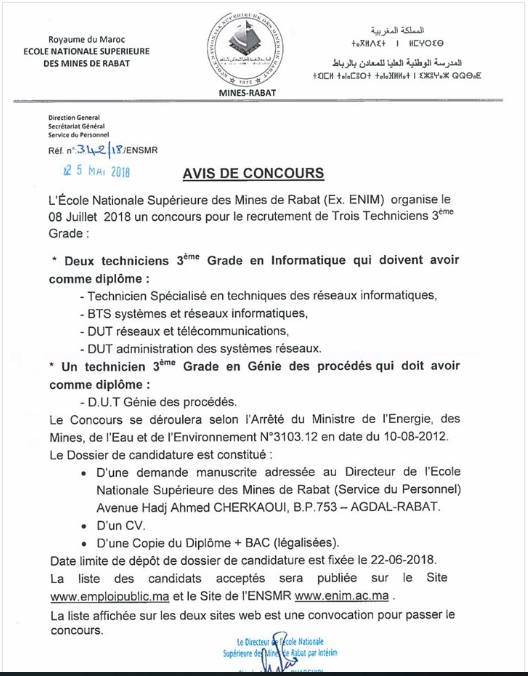 Royaume du Maroc
ECOLE NATIONALE SUPERIEURE
DES MINES DE RABAT
MINES-RABAT
المملكة المغربية
ⵜⴰⴳⵍⴷⵉⵜ ⵏ ⵍⵎⵖⵔⵉⴱ
المدرسة الوطنية العليا للمعادن بالرباط
Direction General
Secrétariat Général
Service du Personnel
Réf. n°:342/18/ENSMR
25 MAI 2018
AVIS DE CONCOURS
L'École Nationale Supérieure des Mines de Rabat (Ex. ENIM) organise le
08 Juillet 2018 un concours pour le recrutement de Trois Techniciens 3ème
Grade :
* Deux techniciens 3ème Grade en Informatique qui doivent avoir
comme diplôme :
- Technicien Spécialisé en techniques des réseaux informatiques,
- BTS systèmes et réseaux informatiques,
- DUT réseaux et télécommunications,
- DUT administration des systèmes réseaux.
* Un technicien 3ème Grade en Génie des procédés qui doit avoir
comme diplôme :
- D.U.T Génie des procédés.
Le Concours se déroulera selon l'Arrêté du Ministre de l'Energie, des
Mines, de l'Eau et de l'Environnement N°3103.12 en date du 10-08-2012.
Le Dossier de candidature est constitué :
• D'une demande manuscrite adressée au Directeur de l'Ecole
Nationale Supérieure des Mines de Rabat (Service du Personnel)
Avenue Hadj Ahmed CHERKAOUI, B.P.753 – AGDAL-RABAT.
• D'un CV.
• D'une Copie du Diplôme + BAC (légalisées).
Date limite de dépôt de dossier de candidature est fixée le 22-06-2018.
La liste des candidats acceptés sera publiée sur le Site
www.emploipublic.ma et le Site de l'ENSMR www.enim.ac.ma .
La liste affichée sur les deux sites web est une convocation pour passer le
concours.
Le Directeur de l'Ecole Nationale
Supérieure des Mines de Rabat par Intérim